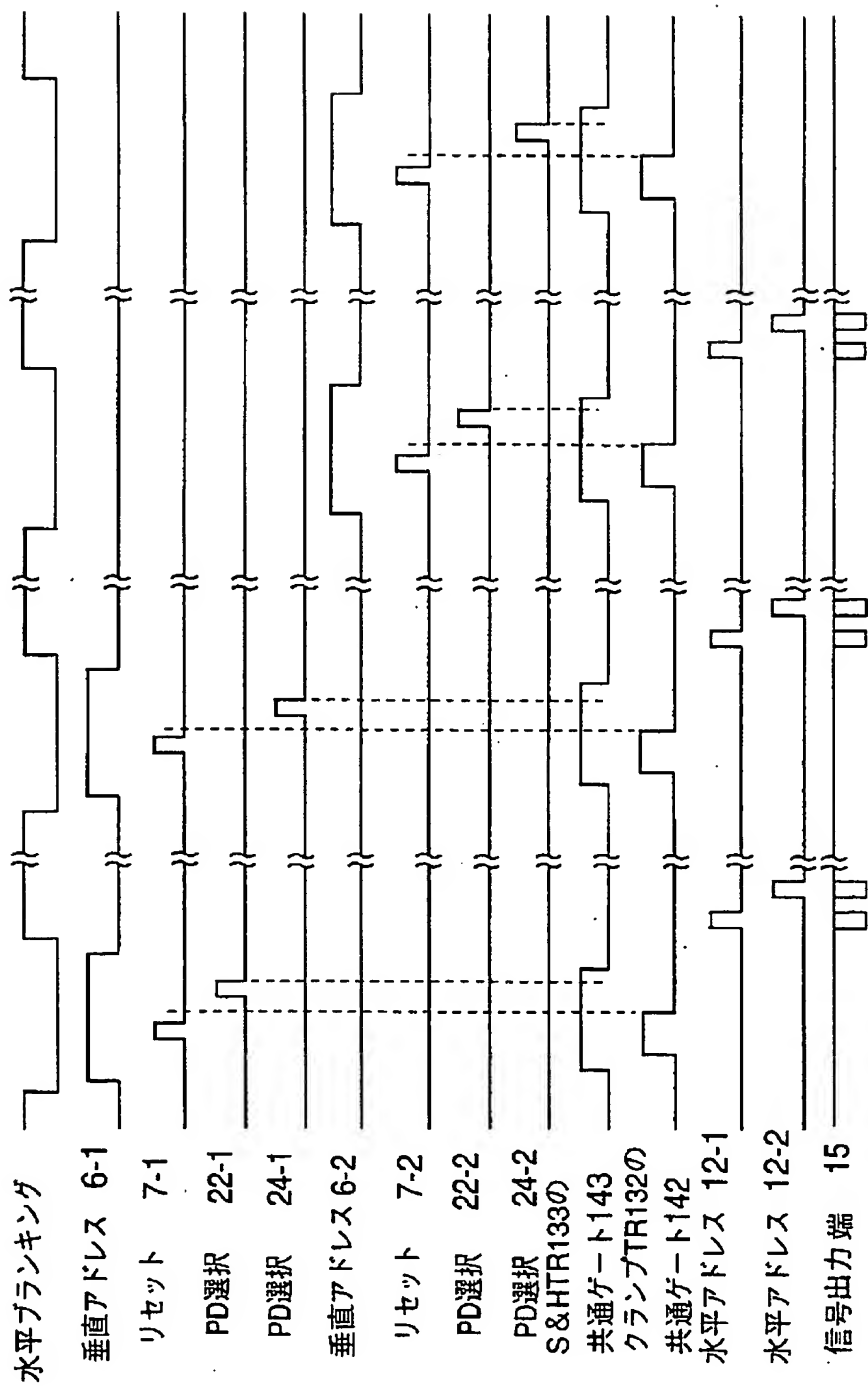 水平ブランキング
垂直アドレス 6-1
リセット 7-1
PD選択 22-1
PD選択 24-1
垂直アドレス6-2
リセット 7-2
PD選択 22-2
PD選択 24-2
S&HTR133の
共通ゲート143
クランプTR132の
共通ゲート142
水平アドレス 12-1
水平アドレス 12-2
信号出力端 15